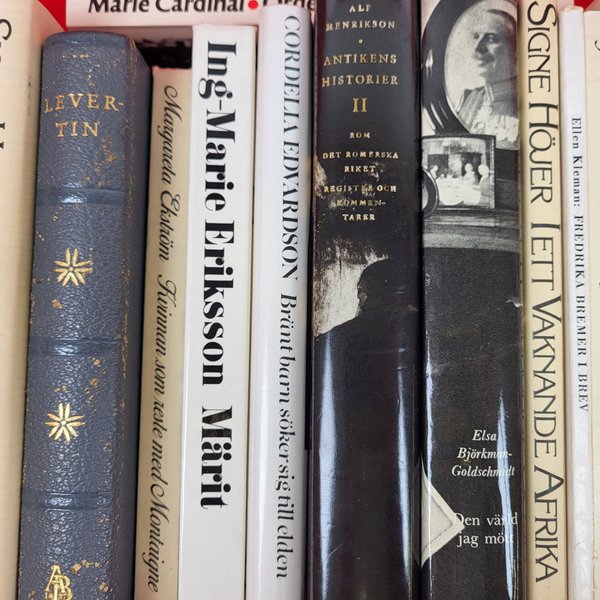 Marie Cardinal •
LEVER-
TIN
AB
Margareta Ekström Kvinnan som reste med Montaigne
Ing-Marie Eriksson Märit
CORDELIA EDVARDSON Bränt barn söker sig till elden
ALF
HENRIKSON •
ANTIKENS
HISTORIER
II
ROM
DET ROMERSKA
RIKET
REGISTER OCH
KOMMEN-
TARER
Elsa
Björkman-
Goldschmidt
Den värld
jag mött
SIGNE HÖJER I ETT VAKNANDE AFRIKA
Ellen Kleman: FREDRIKA BREMER I BREV